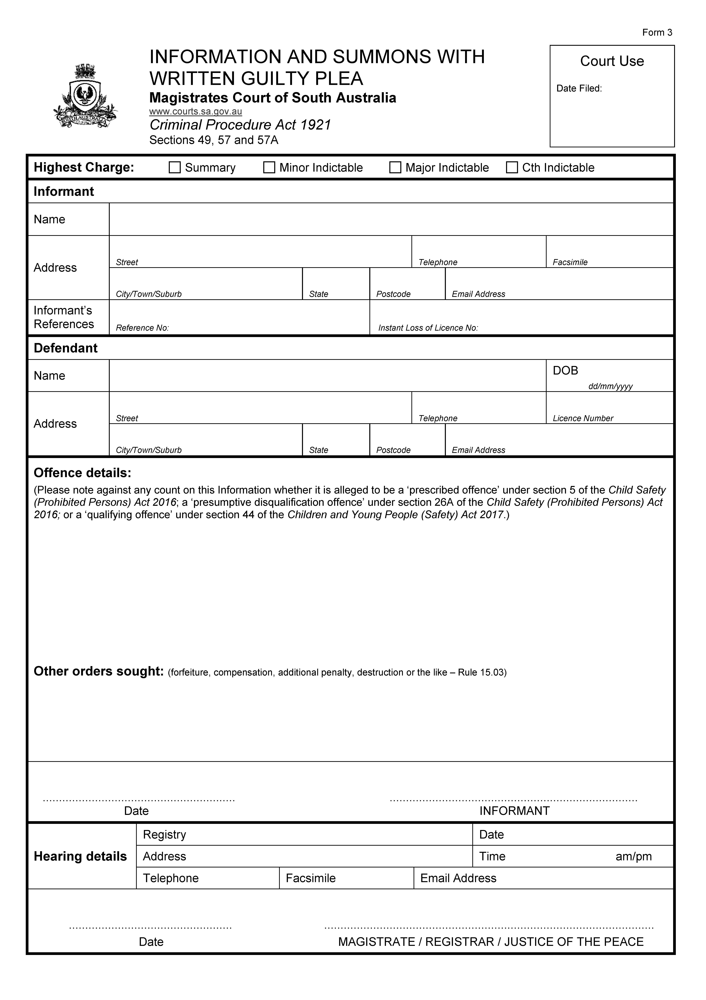 Form 3
INFORMATION AND SUMMONS WITH
WRITTEN GUILTY PLEA
Magistrates Court of South Australia
www.courts.sa.gov.au
Criminal Procedure Act 1921
Sections 49, 57 and 57A
Court Use
Date Filed:
SOUTH AUSTRALIA
Highest Charge: Summary Minor Indictable Major Indictable Cth Indictable
Informant
Name
Address
Street Telephone Facsimile
City/Town/Suburb State Postcode Email Address
Informant’s
References
Reference No: Instant Loss of Licence No:
Defendant
Name
DOB
dd/mm/yyyy
Address
Street Telephone Licence Number
City/Town/Suburb State Postcode Email Address
Offence details:
(Please note against any count on this Information whether it is alleged to be a ‘prescribed offence’ under section 5 of the Child Safety
(Prohibited Persons) Act 2016; a ‘presumptive disqualification offence’ under section 26A of the Child Safety (Prohibited Persons) Act
2016; or a ‘qualifying offence’ under section 44 of the Children and Young People (Safety) Act 2017.)
Other orders sought: (forfeiture, compensation, additional penalty, destruction or the like – Rule 15.03)
Date INFORMANT
Hearing details
Registry Date
Address Time am/pm
Telephone Facsimile Email Address
Date MAGISTRATE / REGISTRAR / JUSTICE OF THE PEACE